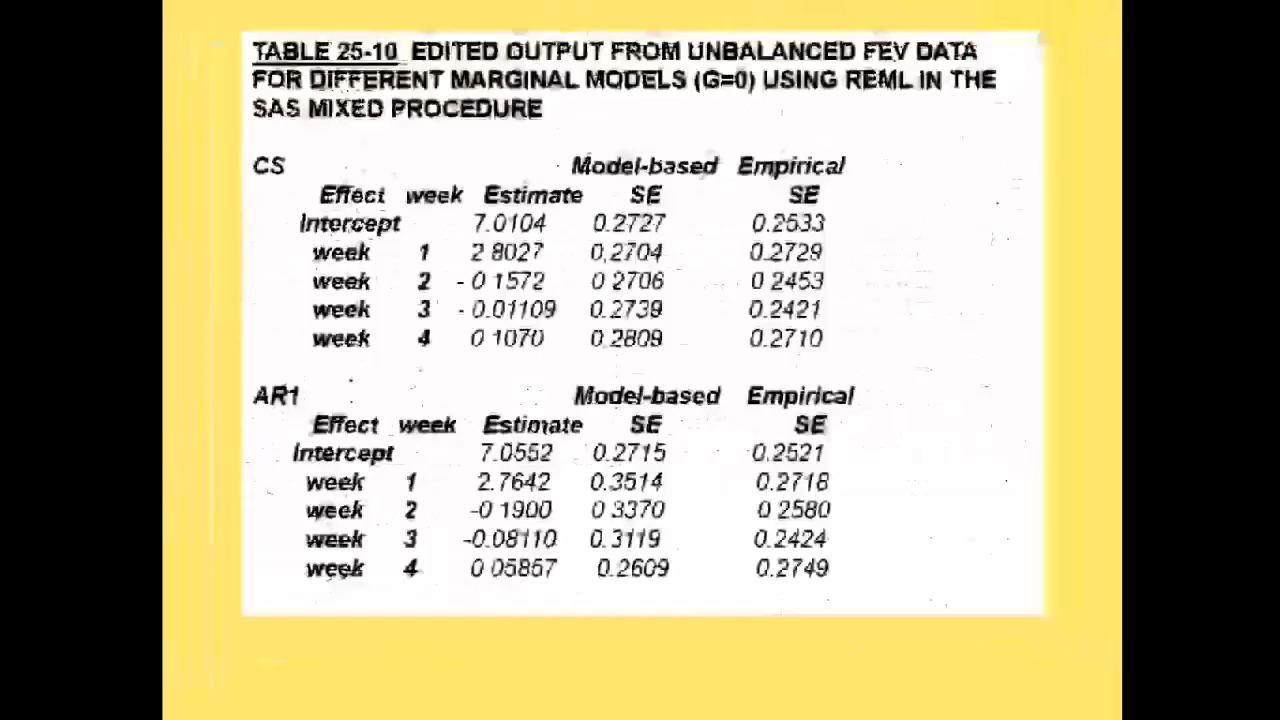 TABLE 25-10 EDITED OUTPUT FROM UNBALANCED FEV DATA
FOR DIFFERENT MARGINAL MODELS (G=0) USING REML IN THE
SAS MIXED PROCEDURE
CS Model-based Empirical
Effect week Estimate SE SE
Intercept 7.0104 0.2727 0.2533
week 1 2 8027 0,2704 0.2729
week 2 - 0 1572 0 2706 0 2453
week 3 - 0.01109 0.2739 0.2421
week 4 0 1070 0.2809 0.2710
AR1 Model-based Empirical
Effect week Estimate SE SE
Intercept 7.0552 0.2715 0.2521
week 1 2.7642 0.3514 0.2718
week 2 -0 1900 0 3370 0 2580
week 3 -0.08110 0.3119 0.2424
week 4 0 05857 0.2609 0.2749